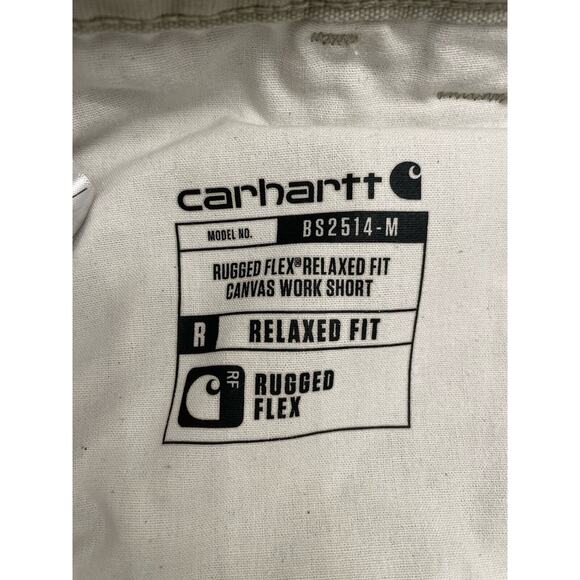 carhartt
MODEL NO. BS2514-M
RUGGED FLEX® RELAXED FIT
CANVAS WORK SHORT
R RELAXED FIT
RF RUGGED
FLEX